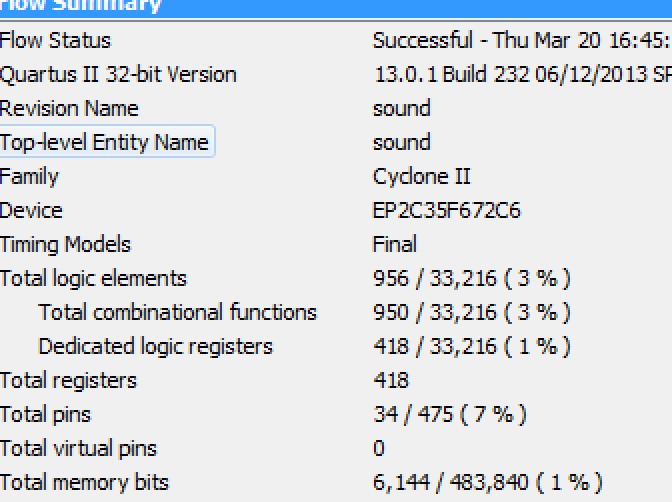 Flow Summary
Flow Status Successful - Thu Mar 20 16:45:
Quartus II 32-bit Version 13.0.1 Build 232 06/12/2013 SP
Revision Name sound
Top-level Entity Name sound
Family Cyclone II
Device EP2C35F672C6
Timing Models Final
Total logic elements 956 / 33,216 ( 3 % )
Total combinational functions 950 / 33,216 ( 3 % )
Dedicated logic registers 418 / 33,216 ( 1 % )
Total registers 418
Total pins 34 / 475 ( 7 % )
Total virtual pins 0
Total memory bits 6,144 / 483,840 ( 1 % )